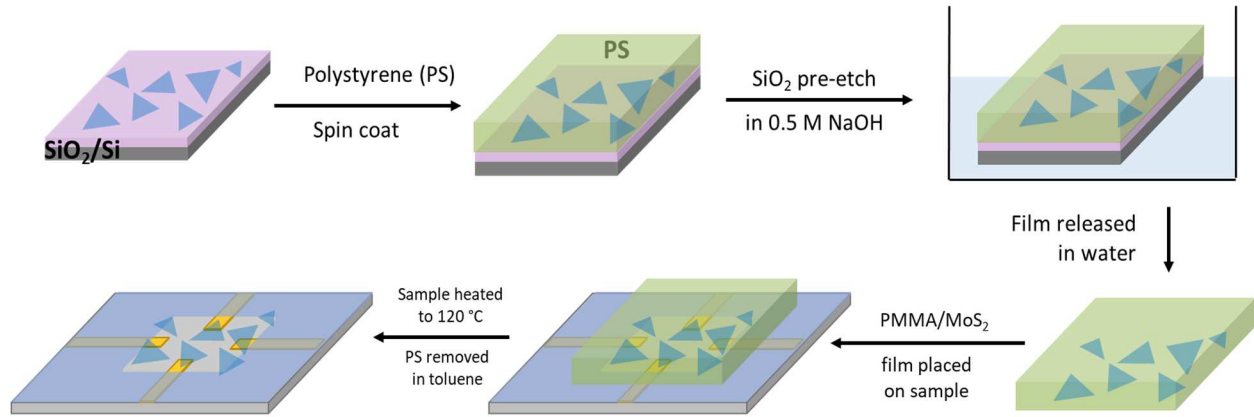 SiO₂/Si
Polystyrene (PS)
Spin coat
PS
SiO₂ pre-etch
in 0.5 M NaOH
Film released
in water
PMMA/MoS₂
film placed
on sample
Sample heated
to 120 °C
PS removed
in toluene